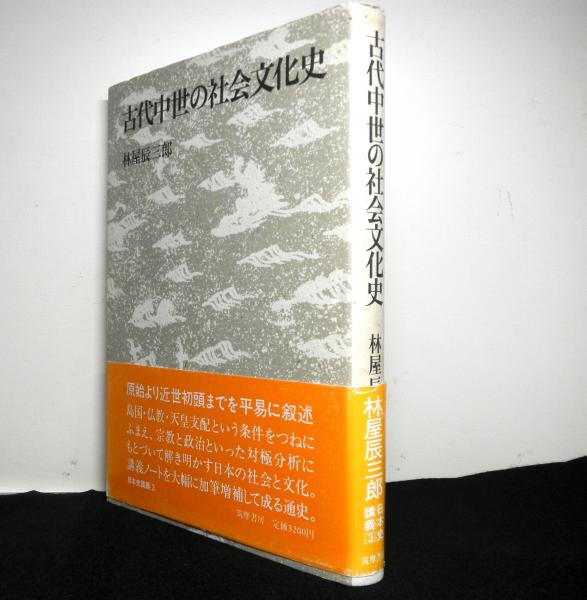 古代中世の社会文化史
林屋辰三郎
原始より近世初頭までを平易に叙述
島国・仏教・天皇支配という条件をつねに
ふまえ、宗教と政治といった対極分析に
もとづいて解き明かす日本の社会と文化。
講義ノートを大幅に加筆増補して成る通史。
日本史講義3
筑摩書房 定価3200円
古代中世の社会文化史
林屋辰
林屋辰三郎
日本史
講義[3]
筑摩書